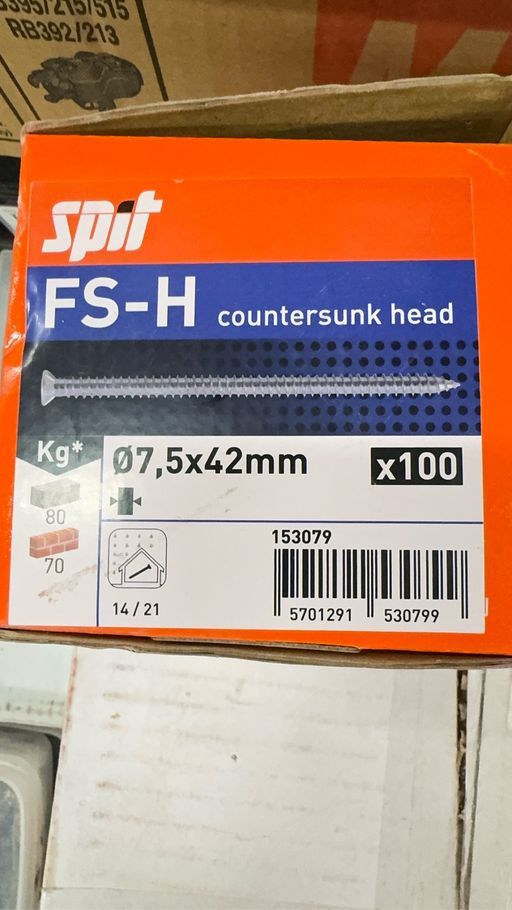 B395/215/515
RB392/213
Spit
FS-H countersunk head
Kg*
Ø7,5x42mm
x100
80
70
153079
14 / 21
5701291 530799